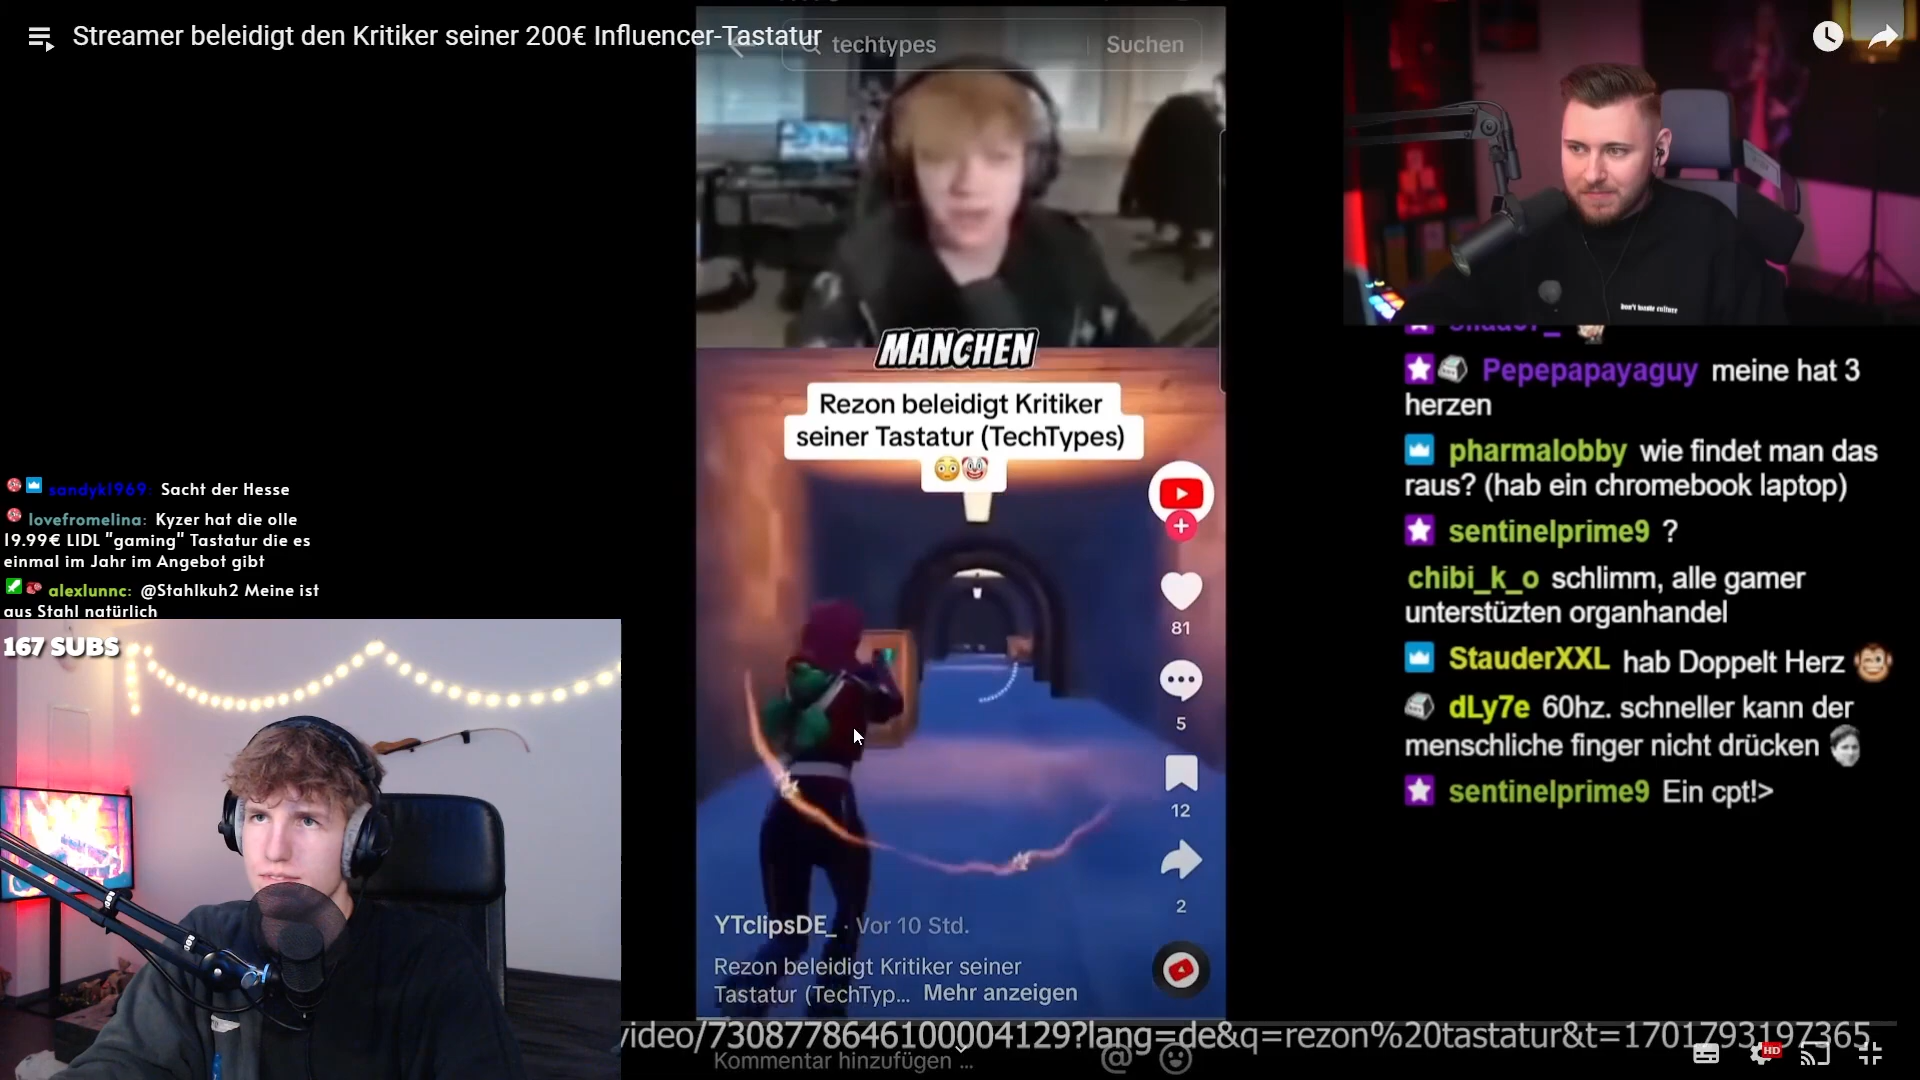 Streamer beleidigt den Kritiker seiner 200€ Influencer-Tastatur
techtypes
Suchen
MANCHEN
Rezon beleidigt Kritiker
seiner Tastatur (TechTypes)
😳🤡
81
5
12
2
YTclipsDE_ · Vor 10 Std.
Rezon beleidigt Kritiker seiner
Tastatur (TechTyp... Mehr anzeigen
Kommentar hinzufügen ...
video/7308778646100004129?lang=de&q=rezon%20tastatur&t=1701793197365
HD
sandyk1969: Sacht der Hesse
lovefromelina: Kyzer hat die olle
19.99€ LIDL "gaming" Tastatur die es
einmal im Jahr im Angebot gibt
alexlunnc: @Stahlkuh2 Meine ist
aus Stahl natürlich
167 SUBS
Pepepapayaguy meine hat 3
herzen
pharmalobby wie findet man das
raus? (hab ein chromebook laptop)
sentinelprime9 ?
chibi_k_o schlimm, alle gamer
unterstüzten organhandel
StauderXXL hab Doppelt Herz
dLy7e 60hz. schneller kann der
menschliche finger nicht drücken
sentinelprime9 Ein cpt!>